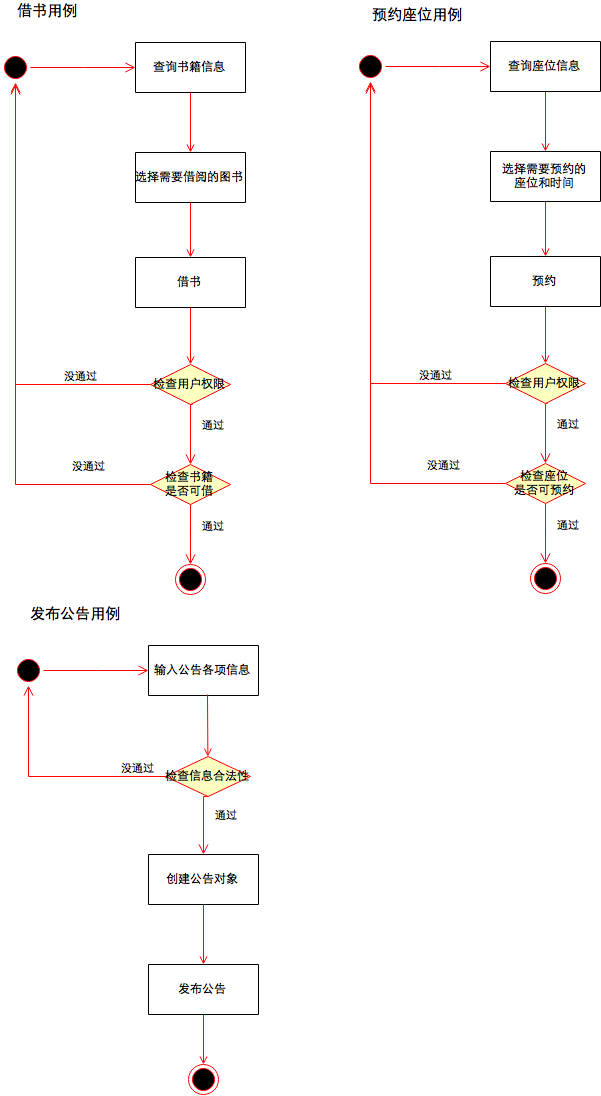 借书用例
查询书籍信息
选择需要借阅的图书
借书
检查用户权限
没通过
通过
检查书籍
是否可借
没通过
通过
预约座位用例
查询座位信息
选择需要预约的
座位和时间
预约
检查用户权限
没通过
通过
检查座位
是否可预约
没通过
通过
发布公告用例
输入公告各项信息
检查信息合法性
没通过
通过
创建公告对象
发布公告